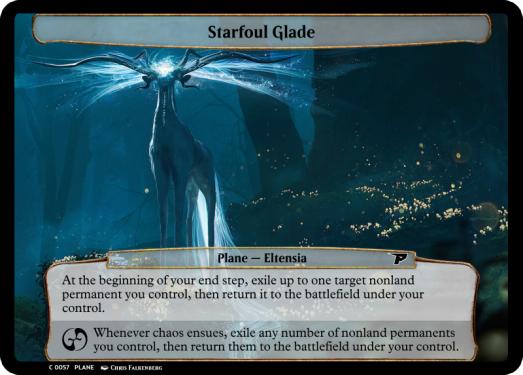 Starfoul Glade
Plane — Eltensia
At the beginning of your end step, exile up to one target nonland
permanent you control, then return it to the battlefield under your
control.
Whenever chaos ensues, exile any number of nonland permanents
you control, then return them to the battlefield under your control.
C 0057 PLANE Chris Falkenberg